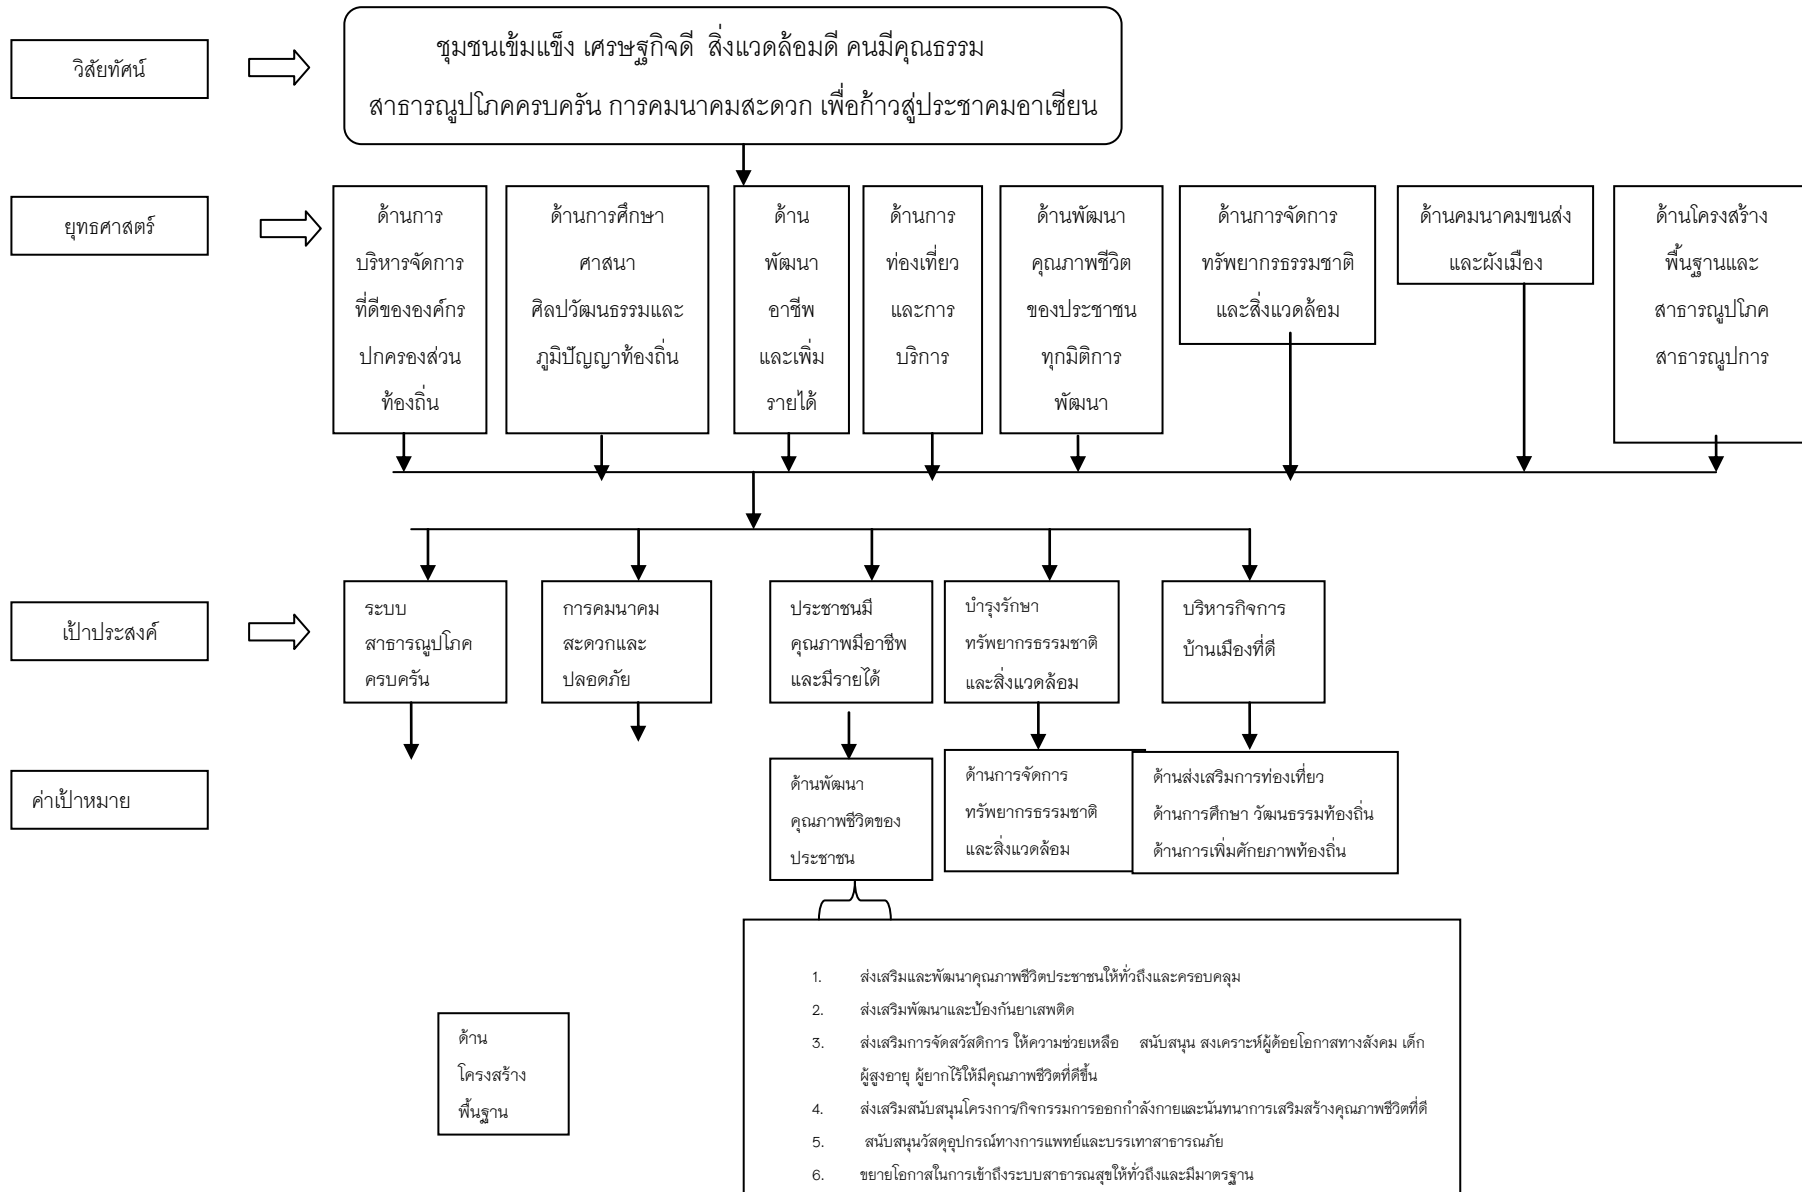 วิสัยทัศน์
ชุมชนเข้มแข็ง เศรษฐกิจดี สิ่งแวดล้อมดี คนมีคุณธรรม
สาธารณูปโภคครบครัน การคมนาคมสะดวก เพื่อก้าวสู่ประชาคมอาเซียน
ยุทธศาสตร์
ด้านการ
บริหารจัดการ
ที่ดีขององค์กร
ปกครองส่วน
ท้องถิ่น
ด้านการศึกษา
ศาสนา
ศิลปวัฒนธรรมและ
ภูมิปัญญาท้องถิ่น
ด้าน
พัฒนา
อาชีพ
และเพิ่ม
รายได้
ด้านการ
ท่องเที่ยว
และการ
บริการ
ด้านพัฒนา
คุณภาพชีวิต
ของประชาชน
ทุกมิติการ
พัฒนา
ด้านการจัดการ
ทรัพยากรธรรมชาติ
และสิ่งแวดล้อม
ด้านคมนาคมขนส่ง
และผังเมือง
ด้านโครงสร้าง
พื้นฐานและ
สาธารณูปโภค
สาธารณูปการ
เป้าประสงค์
ระบบ
สาธารณูปโภค
ครบครัน
การคมนาคม
สะดวกและ
ปลอดภัย
ประชาชนมี
คุณภาพมีอาชีพ
และมีรายได้
บำรุงรักษา
ทรัพยากรธรรมชาติ
และสิ่งแวดล้อม
บริหารกิจการ
บ้านเมืองที่ดี
ค่าเป้าหมาย
ด้านพัฒนา
คุณภาพชีวิตของ
ประชาชน
ด้านการจัดการ
ทรัพยากรธรรมชาติ
และสิ่งแวดล้อม
ด้านส่งเสริมการท่องเที่ยว
ด้านการศึกษา วัฒนธรรมท้องถิ่น
ด้านการเพิ่มศักยภาพท้องถิ่น
ด้าน
โครงสร้าง
พื้นฐาน
1. ส่งเสริมและพัฒนาคุณภาพชีวิตประชาชนให้ทั่วถึงและครอบคลุม
2. ส่งเสริมพัฒนาและป้องกันยาเสพติด
3. ส่งเสริมการจัดสวัสดิการ ให้ความช่วยเหลือ สนับสนุน สงเคราะห์ผู้ด้อยโอกาสทางสังคม เด็ก
ผู้สูงอายุ ผู้ยากไร้ให้มีคุณภาพชีวิตที่ดีขึ้น
4. ส่งเสริมสนับสนุนโครงการ/กิจกรรมการออกกำลังกายและนันทนาการเสริมสร้างคุณภาพชีวิตที่ดี
5. สนับสนุนวัสดุอุปกรณ์ทางการแพทย์และบรรเทาสาธารณภัย
6. ขยายโอกาสในการเข้าถึงระบบสาธารณสุขให้ทั่วถึงและมีมาตรฐาน